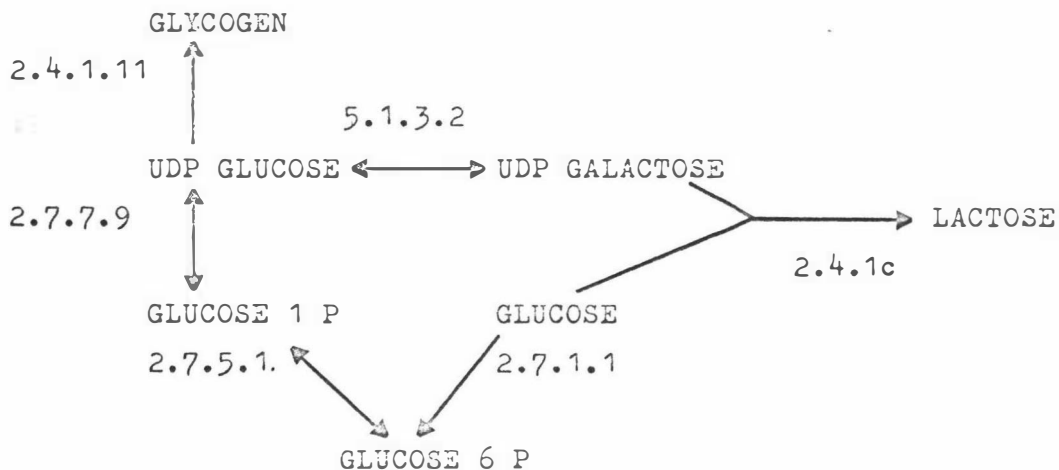 GLYCOGEN
2.4.1.11
5.1.3.2
UDP GLUCOSE UDP GALACTOSE
2.7.7.9 LACTOSE
2.4.1c
GLUCOSE 1 P GLUCOSE
2.7.5.1. 2.7.1.1
GLUCOSE 6 P